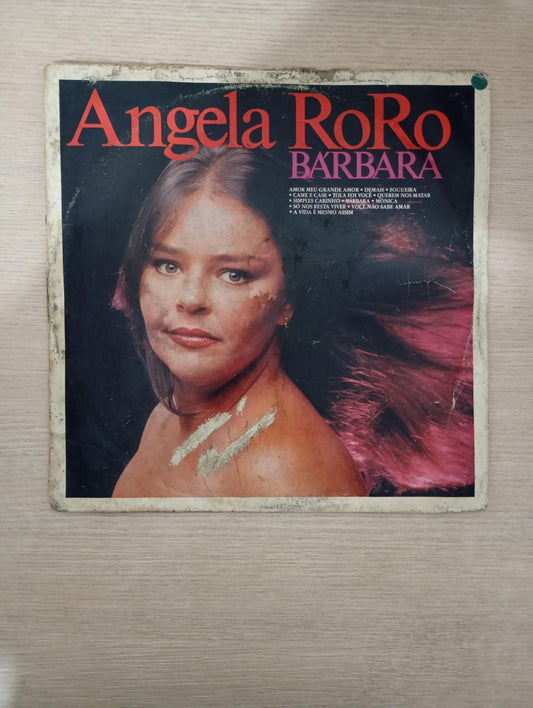 Angela RoRo
BÁRBARA
AMOR MEU GRANDE AMOR • DEMAIS • FOGUEIRA
• CAME E CASE • TOLA FOI VOCÊ • QUEREM NOS MATAR
• SIMPLES CARINHO • BÁRBARA • MÔNICA
• SÓ NOS RESTA VIVER • VOCÊ NÃO SABE AMAR
• A VIDA É MESMO ASSIM